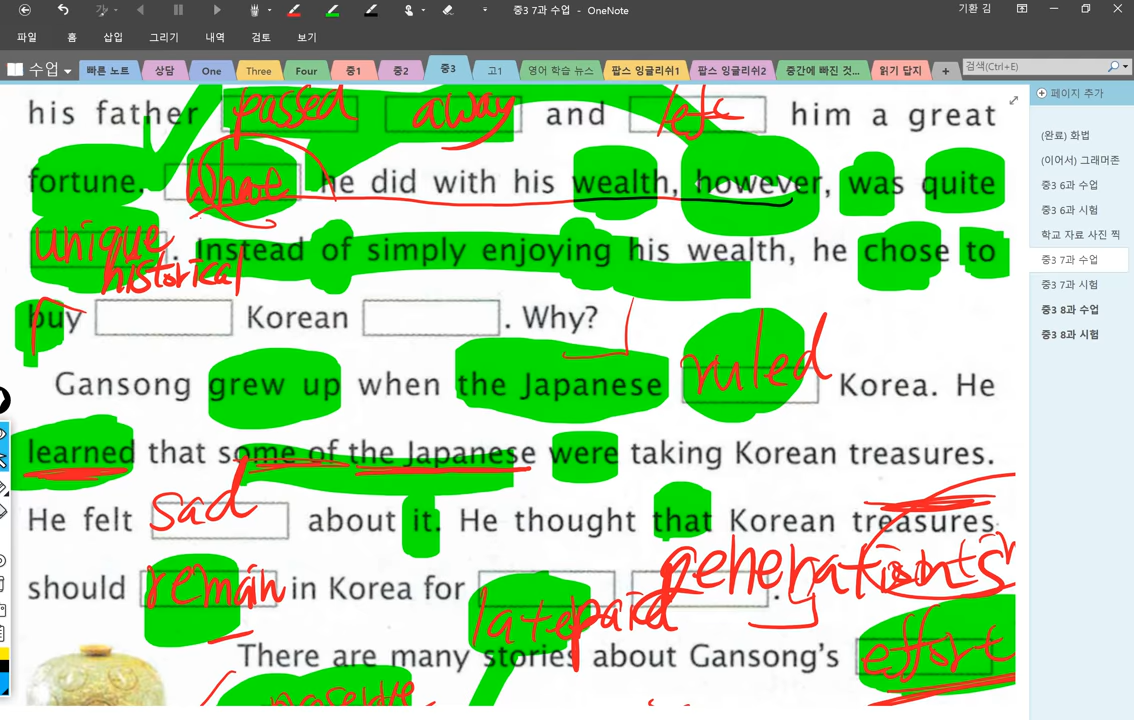 중3 7과 수업 - OneNote
기환 김
파일 홈 삽입 그리기 내역 검토 보기
수업 빠른 노트 상담 One Three Four 중1 중2 중3 고1 영어 학습 뉴스 팝스 잉글리쉬1 팝스 잉글리쉬2 중간에 빠진 것... 읽기 답지 + 검색(Ctrl+E)
페이지 추가
(완료) 화법
(이어서) 그래머존
중3 6과 수업
중3 6과 시험
학교 자료 사진 찍
중3 7과 수업
중3 7과 시험
중3 8과 수업
중3 8과 시험
his father passed away and left him a great
fortune. What he did with his wealth, however, was quite
unique. Instead of simply enjoying his wealth, he chose to
historical
buy Korean . Why?
Gansong grew up when the Japanese ruled Korea. He
learned that some of the Japanese were taking Korean treasures.
He felt sad about it. He thought that Korean treasures
should remain in Korea for .
paid
There are many stories about Gansong's effort